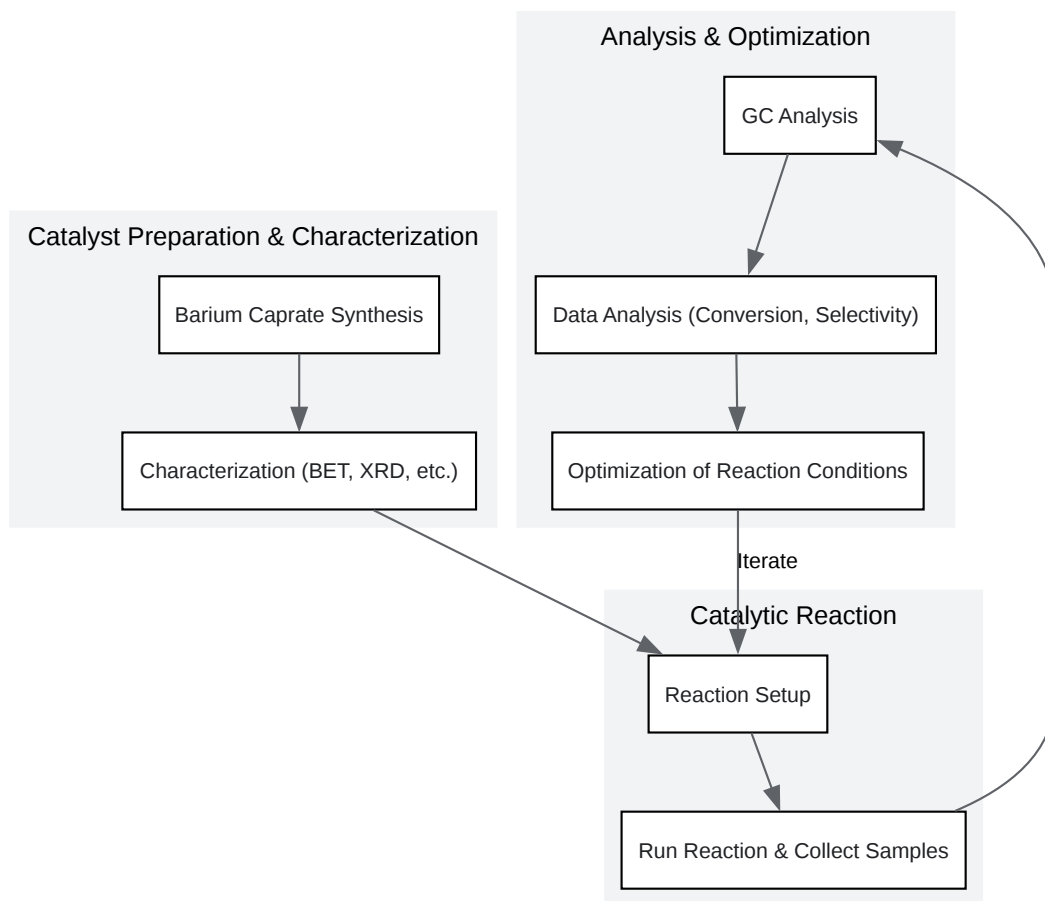 Analysis & Optimization
GC Analysis
Catalyst Preparation & Characterization
Barium Caprate Synthesis
Data Analysis (Conversion, Selectivity)
Characterization (BET, XRD, etc.)
Optimization of Reaction Conditions
Iterate
Catalytic Reaction
Reaction Setup
Run Reaction & Collect Samples